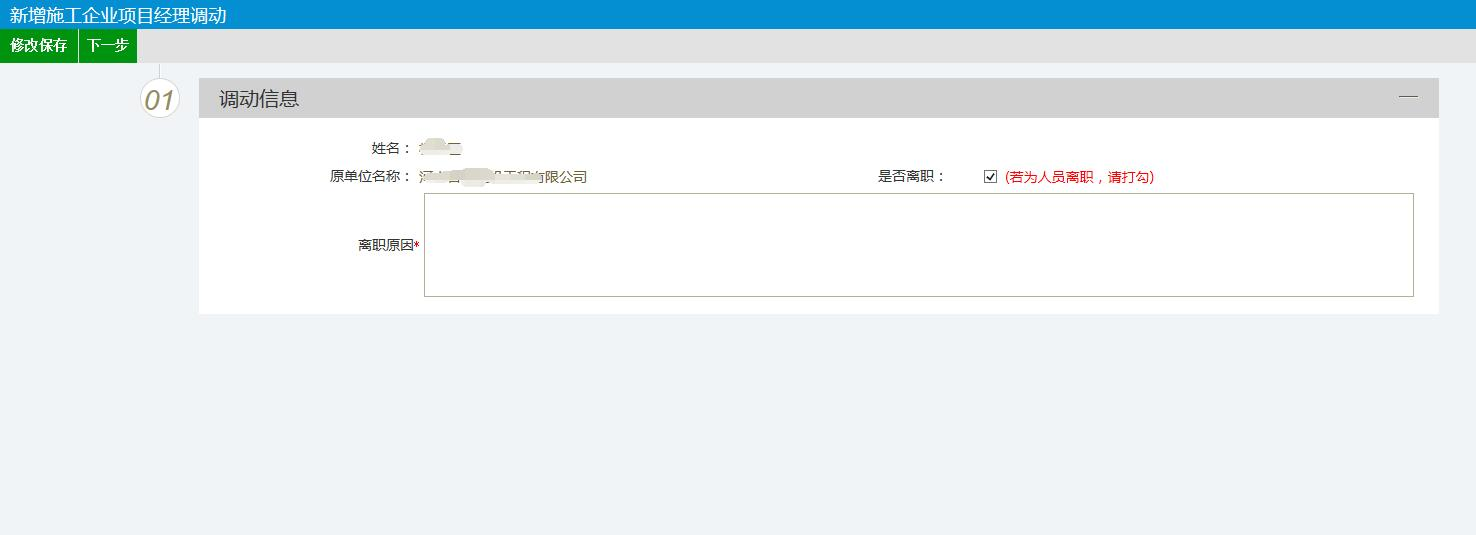 新增施工企业项目经理调动
修改保存 下一步
01 调动信息
姓名：
原单位名称： 有限公司 是否离职： (若为人员离职，请打勾)
离职原因*